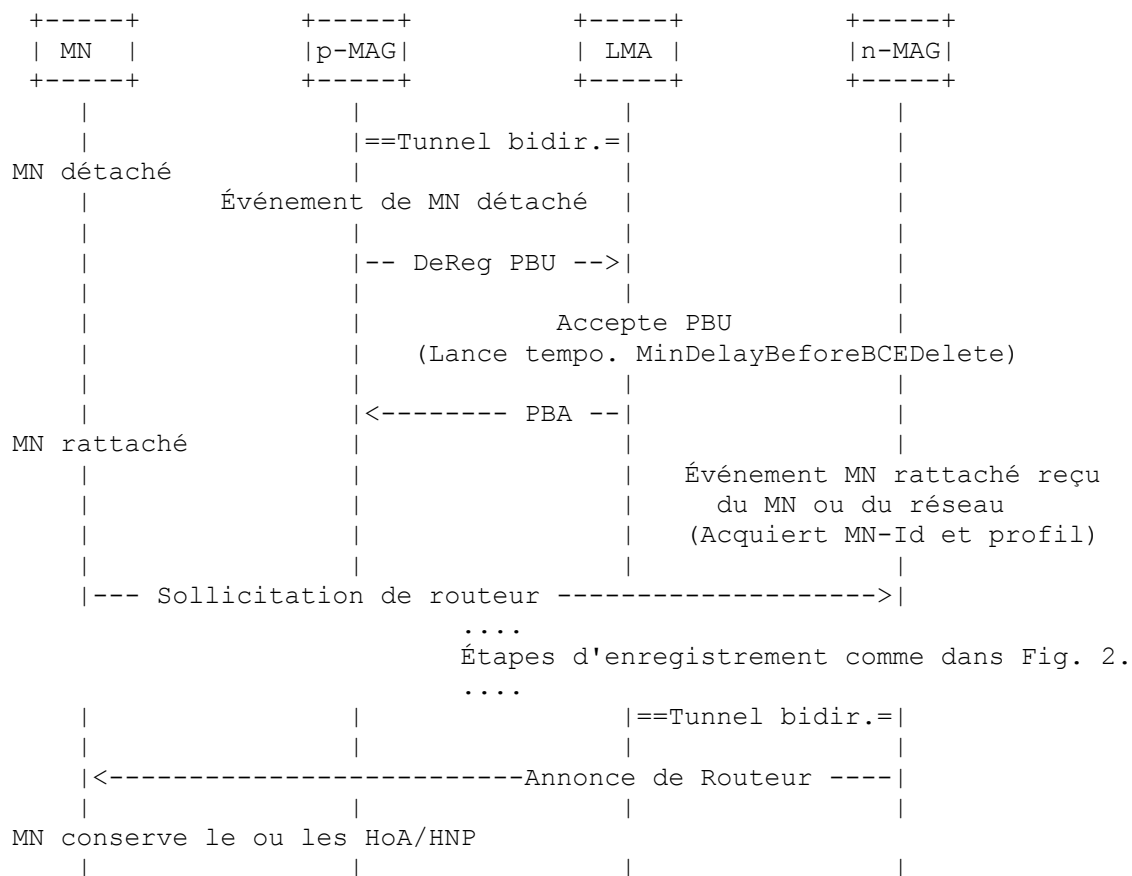 +-----+          +-----+          +-----+          +-----+
| MN  |          |p-MAG|          | LMA |          |n-MAG|
+-----+          +-----+          +-----+          +-----+
|                |                |                |
|                |==Tunnel bidir.=|                |
MN détaché            |                |                |
|        Événement de MN détaché  |                |
|                |                |                |
|                |-- DeReg PBU -->|                |
|                |                |                |
|                |            Accepte PBU          |
|                |   (Lance tempo. MinDelayBeforeBCEDelete)
|                |                |                |
|                |<-------- PBA --|                |
MN rattaché           |                |                |
|                |                |   Événement MN rattaché reçu
|                |                |     du MN ou du réseau
|                |                |   (Acquiert MN-Id et profil)
|                |                |                |
|--- Sollicitation de routeur -------------------->|
....
Étapes d'enregistrement comme dans Fig. 2.
....
|                |                |==Tunnel bidir.=|
|                |                |                |
|<--------------------------Annonce de Routeur ----|
|                |                |                |
MN conserve le ou les HoA/HNP
|                |                |                |